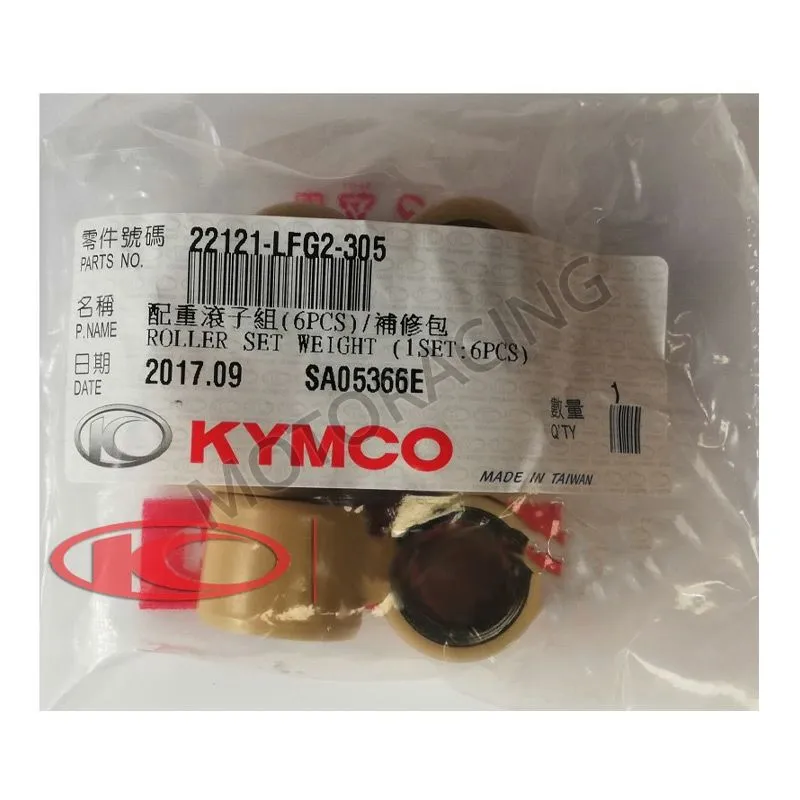 零件號碼 22121-LFG2-305
PARTS NO.
名稱 配重滾子組(6PCS)/補修包
P.NAME ROLLER SET WEIGHT (1SET:6PCS)
日期 2017.09 SA05366E
DATE
數量 1
Q'TY
KYMCO
MADE IN TAIWAN
MOTORACING